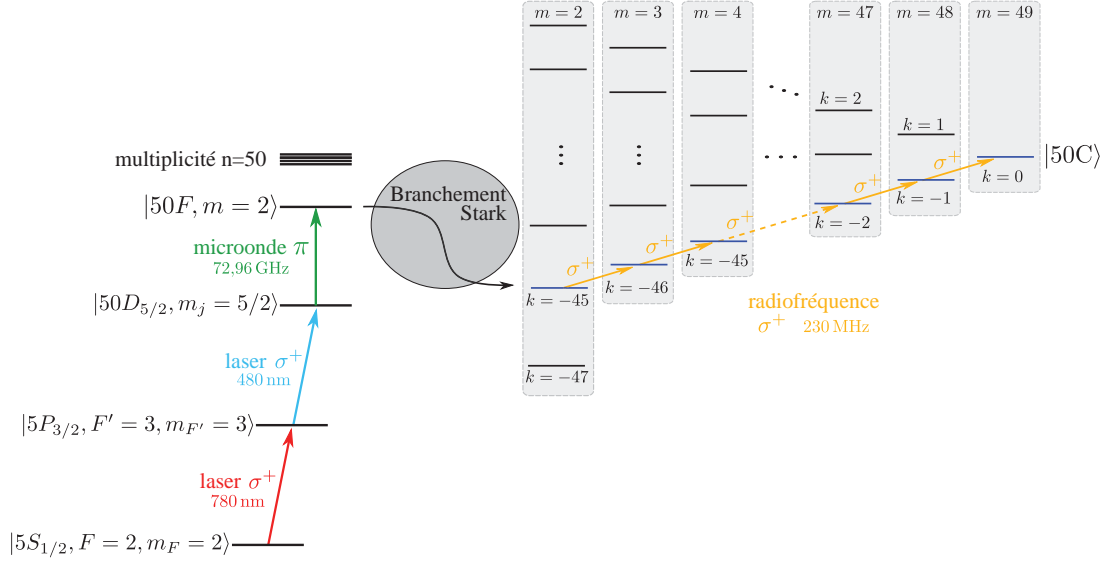 m = 2
m = 3
m = 4
m = 47
m = 48
m = 49
k = 2
k = 1
multiplicité n=50
|50C⟩
σ⁺
k = 0
Branchement
Stark
σ⁺
k = −1
|50F, m = 2⟩
σ⁺
k = −2
σ⁺
microonde π
72,96 GHz
σ⁺
k = −45
σ⁺
k = −46
|50D₅/₂, mⱼ = 5/2⟩
k = −45
radiofréquence
σ⁺ 230 MHz
laser σ⁺
480 nm
k = −47
|5P₃/₂, F′ = 3, m_F′ = 3⟩
laser σ⁺
780 nm
|5S₁/₂, F = 2, m_F = 2⟩